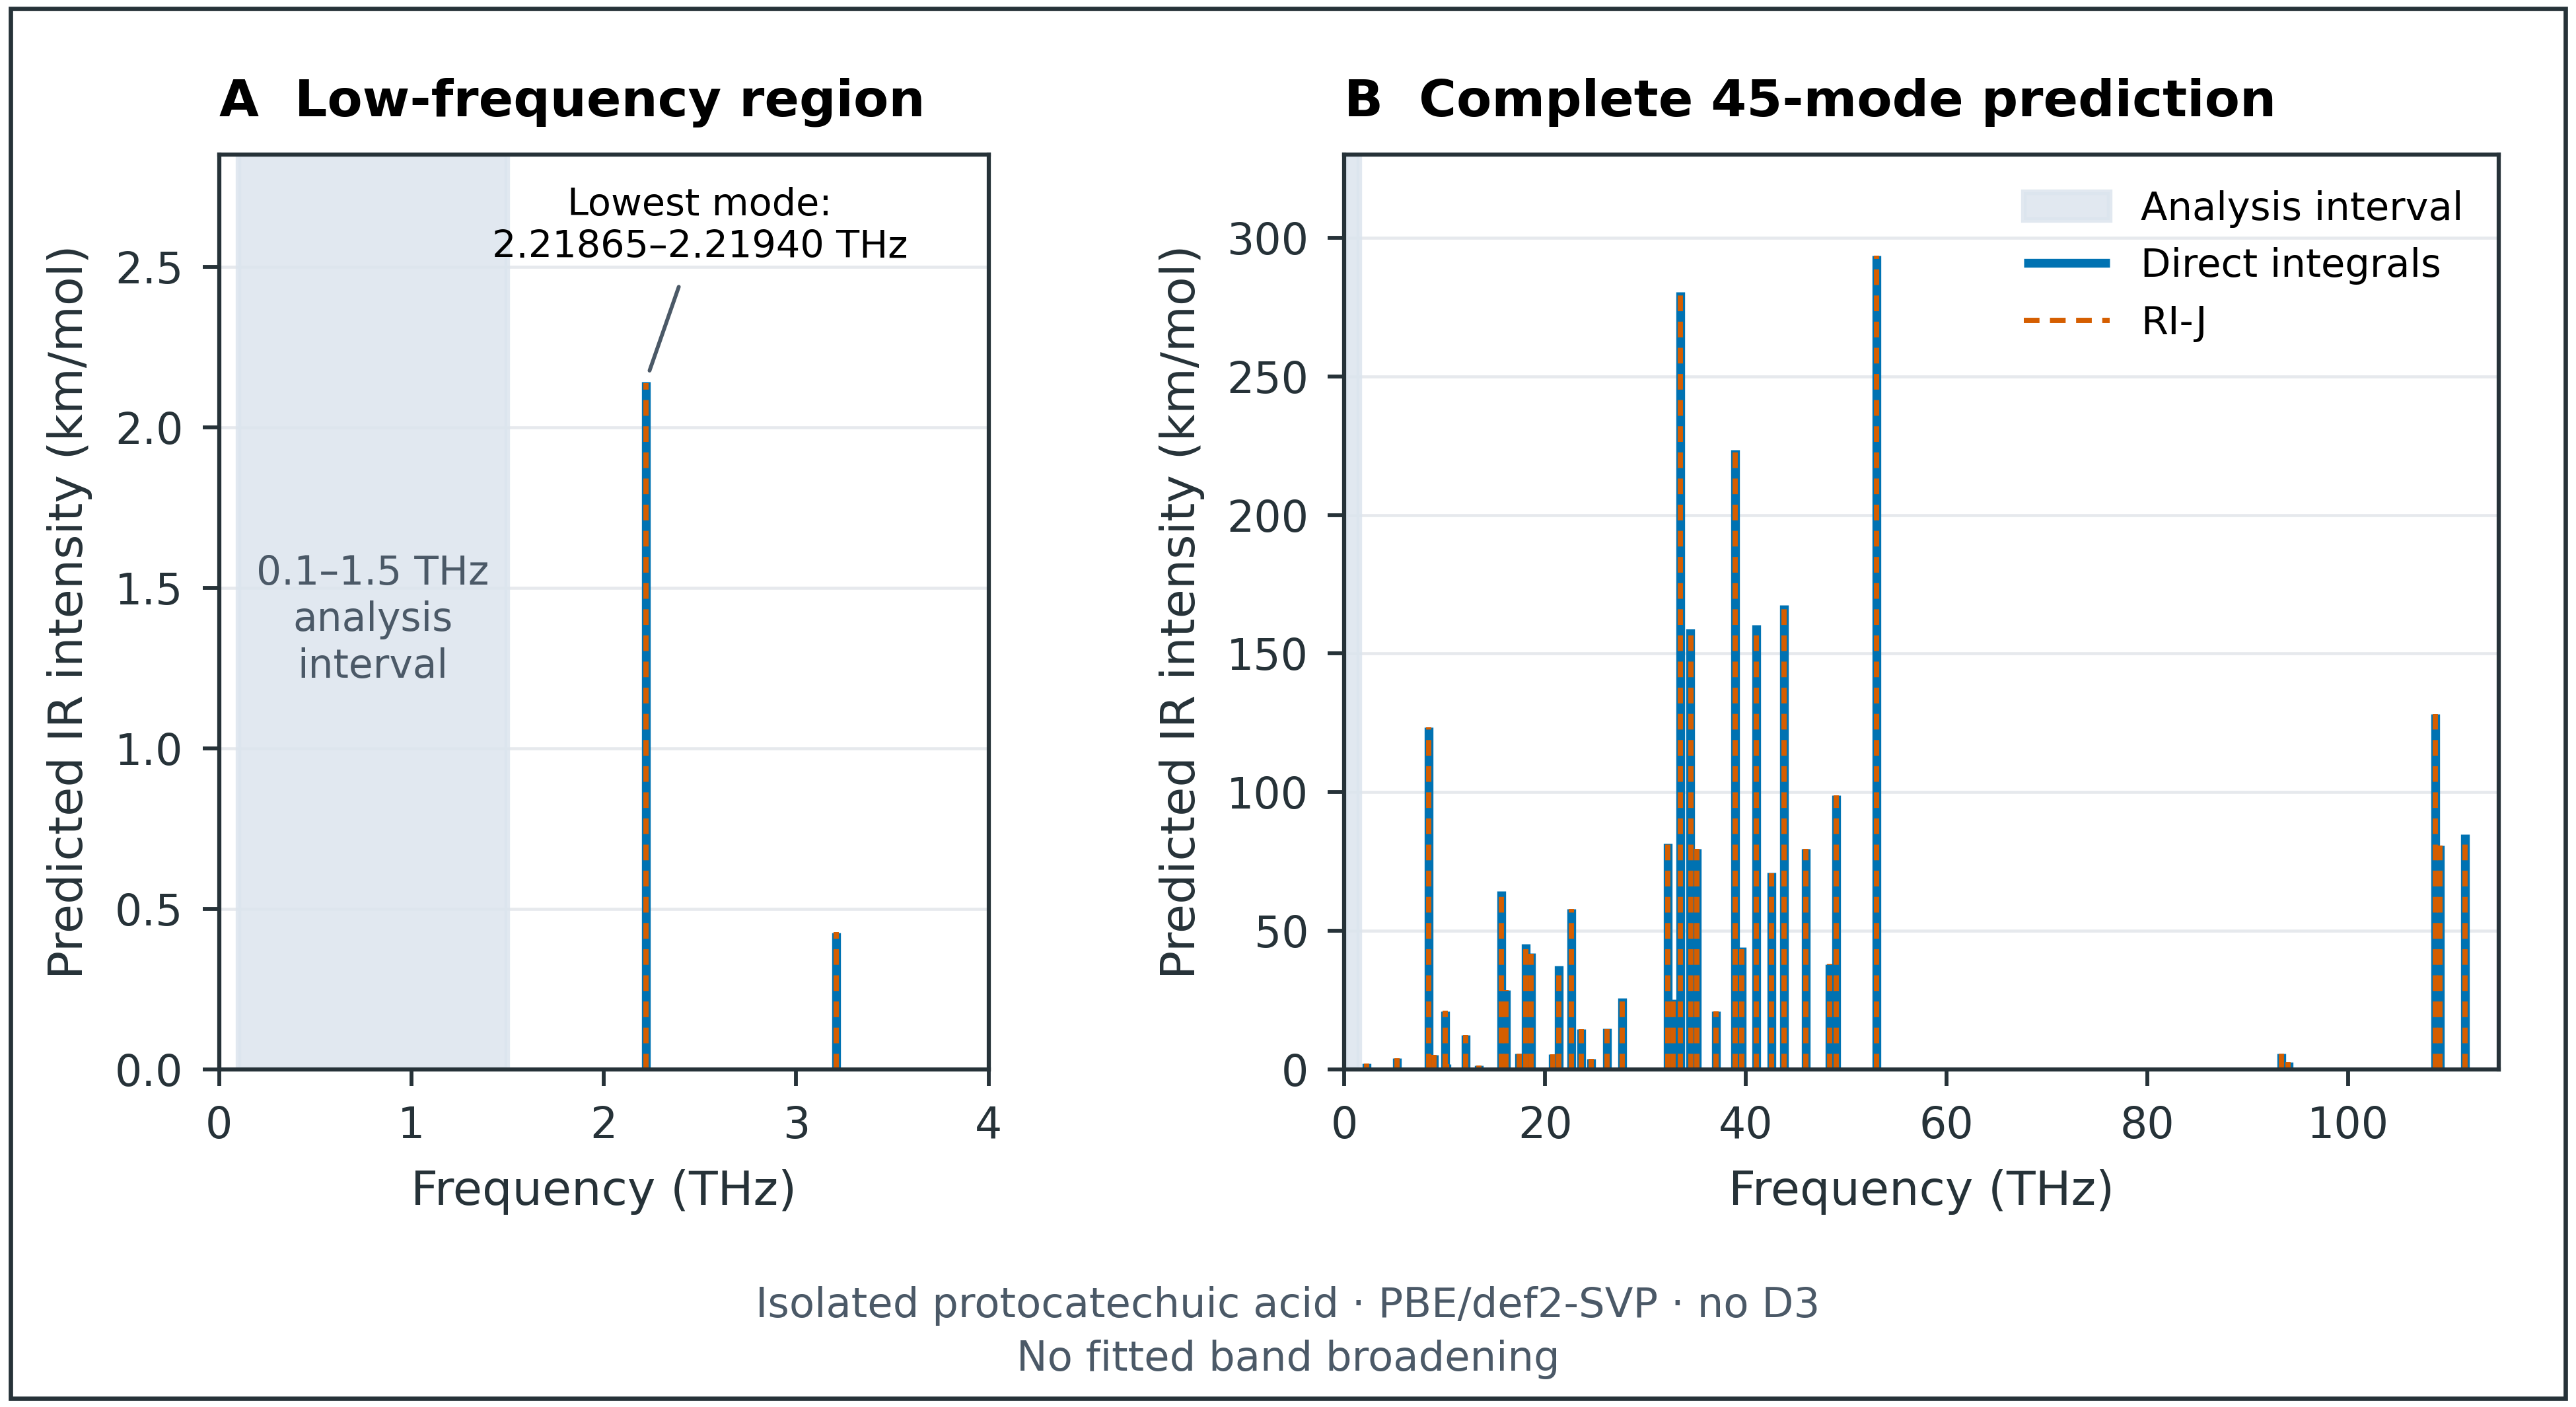 A Low-frequency region
Predicted IR intensity (km/mol)
2.5
2.0
1.5
1.0
0.5
0.0
Lowest mode:
2.21865–2.21940 THz
0.1–1.5 THz
analysis
interval
0 1 2 3 4
Frequency (THz)
B Complete 45-mode prediction
Predicted IR intensity (km/mol)
300
250
200
150
100
50
0
Analysis interval
Direct integrals
RI-J
0 20 40 60 80 100
Frequency (THz)
Isolated protocatechuic acid · PBE/def2-SVP · no D3
No fitted band broadening